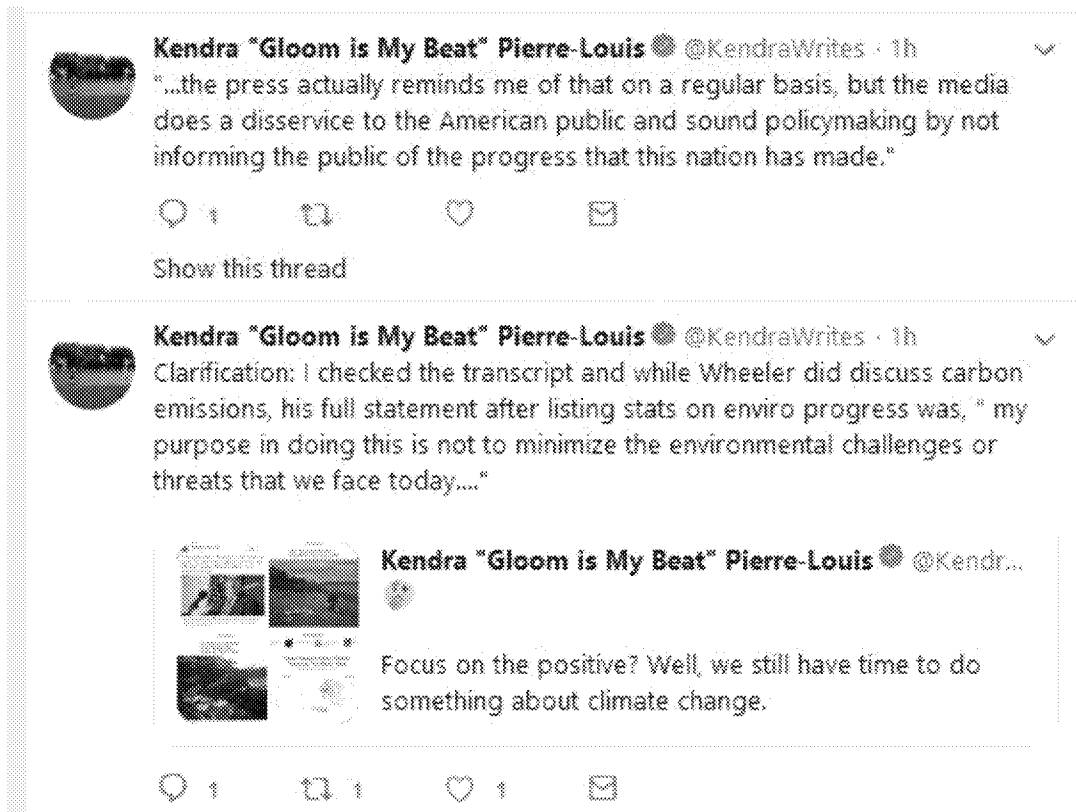 Kendra "Gloom is My Beat" Pierre-Louis @KendraWrites · 1h
"...the press actually reminds me of that on a regular basis, but the media
does a disservice to the American public and sound policymaking by not
informing the public of the progress that this nation has made."
1
Show this thread
Kendra "Gloom is My Beat" Pierre-Louis @KendraWrites · 1h
Clarification: I checked the transcript and while Wheeler did discuss carbon
emissions, his full statement after listing stats on enviro progress was, " my
purpose in doing this is not to minimize the environmental challenges or
threats that we face today...."
Kendra "Gloom is My Beat" Pierre-Louis @Kendr...
Focus on the positive? Well, we still have time to do
something about climate change.
1 1 1